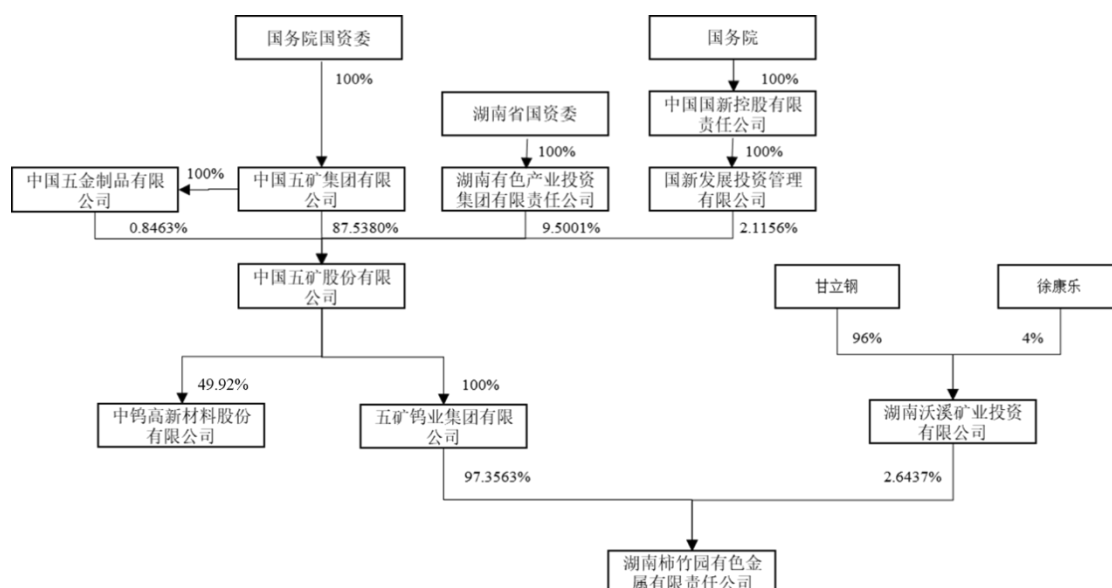 国务院国资委
国务院
100%
100%
湖南省国资委
中国国新控股有限
责任公司
100%
100%
中国五金制品有限
公司
100%
中国五矿集团有限
公司
湖南有色产业投资
集团有限责任公司
国新发展投资管理
有限公司
0.8463%
87.5380%
9.5001%
2.1156%
中国五矿股份有限
公司
甘立钢
徐康乐
96%
4%
49.92%
100%
中钨高新材料股份
有限公司
五矿钨业集团有限
公司
湖南沃溪矿业投资
有限公司
97.3563%
2.6437%
湖南柿竹园有色金
属有限责任公司